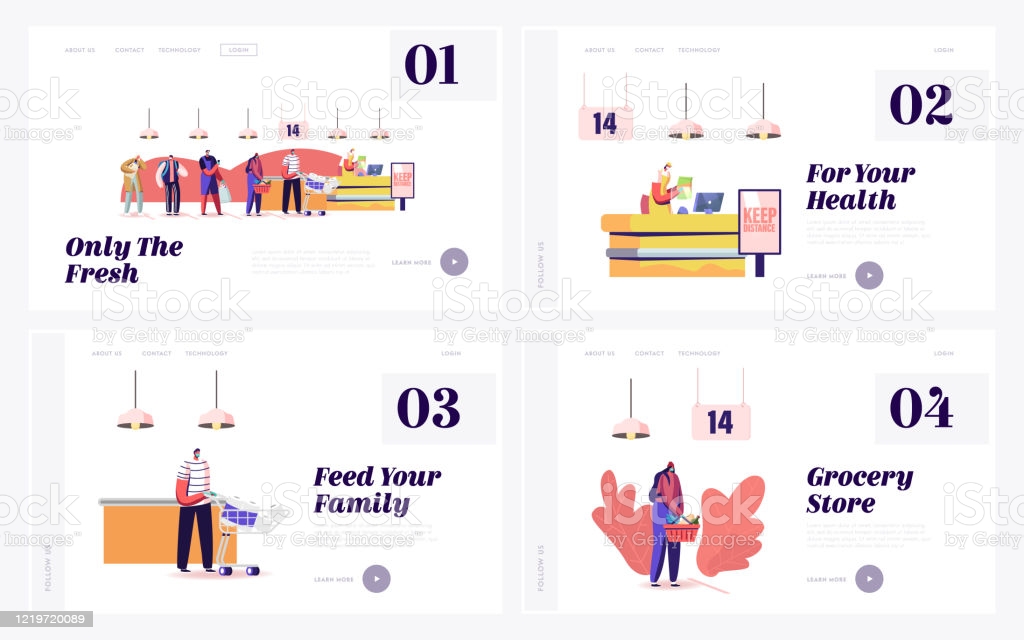 ABOUT US CONTACT TECHNOLOGY LOGIN
01
14
KEEP
DISTANCE
Only The
Fresh
LEARN MORE
ABOUT US CONTACT TECHNOLOGY LOGIN
02
14
For Your
Health
KEEP
DISTANCE
LEARN MORE
FOLLOW US
ABOUT US CONTACT TECHNOLOGY LOGIN
03
Feed Your
Family
LEARN MORE
FOLLOW US
ABOUT US CONTACT TECHNOLOGY LOGIN
04
14
Grocery
Store
LEARN MORE
FOLLOW US
iStock
by Getty Images™
1219720089